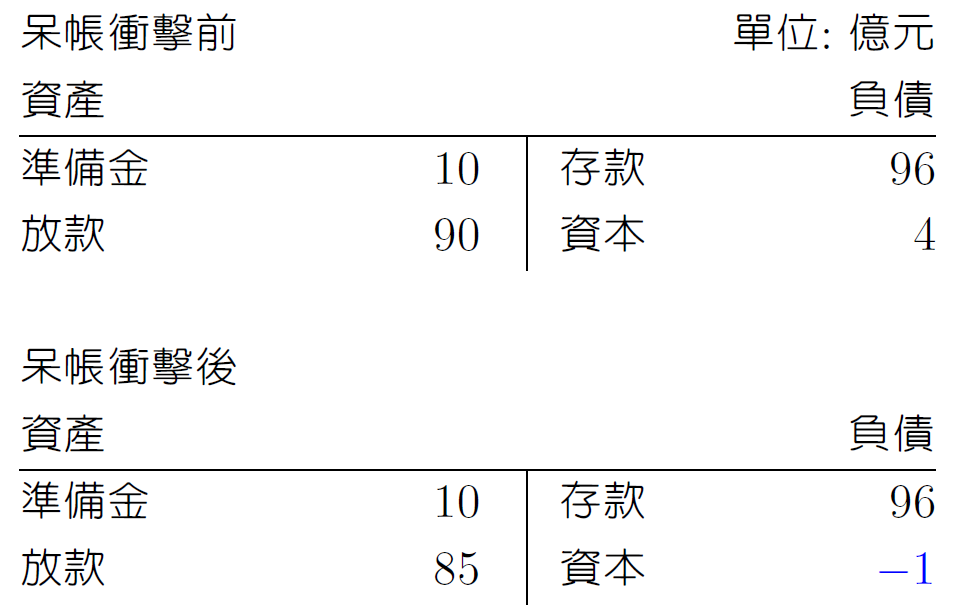 呆帳衝擊前 單位: 億元
資產 負債
準備金 10 存款 96
放款 90 資本 4
呆帳衝擊後
資產 負債
準備金 10 存款 96
放款 85 資本 −1